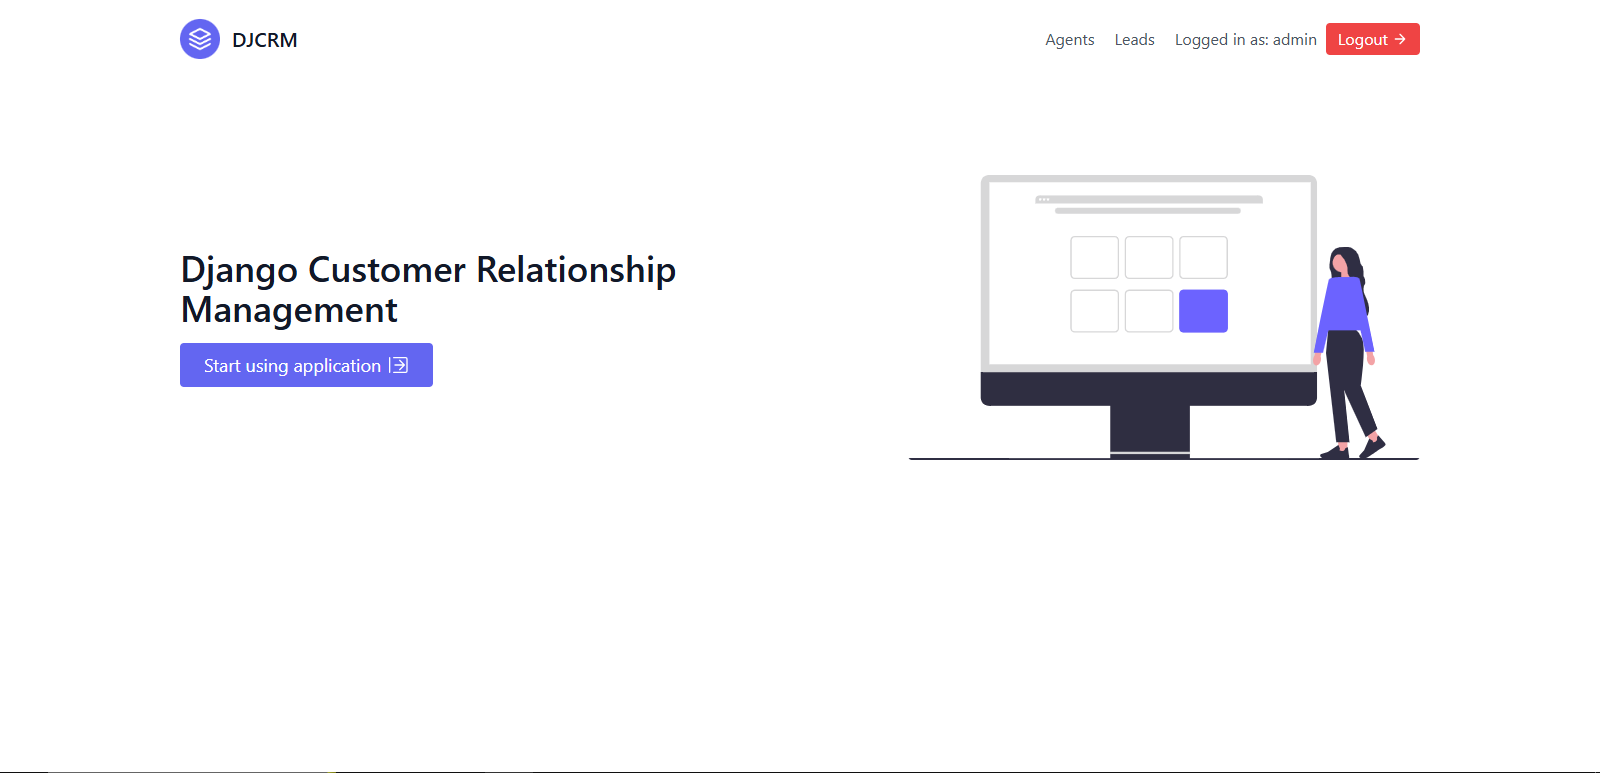 DJCRM
Agents Leads Logged in as: admin Logout
Django Customer Relationship
Management
Start using application